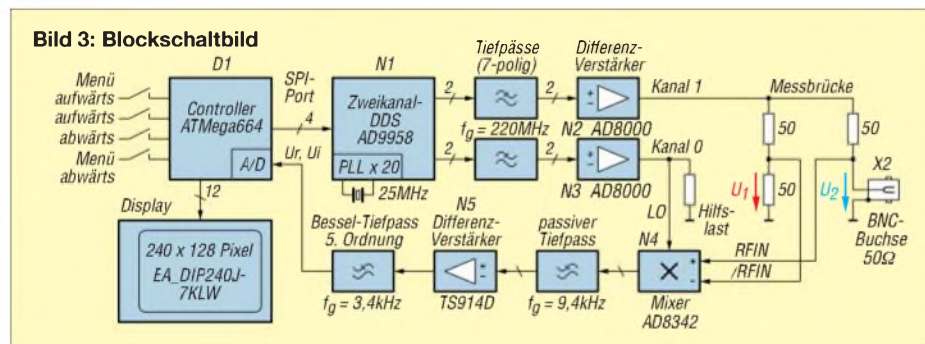 Bild 3: Blockschaltbild
Menü
aufwärts
aufwärts
abwärts
Menü
abwärts
D1
Controller
ATMega664
A/D
12
SPI-
Port
4
Ur, Ui
N1
Zweikanal-
DDS
AD9958
PLL x 20
25MHz
2
2
Tiefpässe
(7-polig)
fg = 220MHz
2
2
Differenz-
Verstärker
N2 AD8000
N3 AD8000
Kanal 1
Kanal 0
LO
Hilfs-
last
Messbrücke
50
50
50
U1
U2
X2
BNC-
Buchse
50Ω
RFIN
/RFIN
N4
+
-
Mixer
AD8342
passiver
Tiefpass
fg = 9,4kHz
N5
Differenz-
Verstärker
TS914D
Bessel-Tiefpass
5. Ordnung
fg = 3,4kHz
Display
240 x 128 Pixel
EA_DIP240J-
7KLW